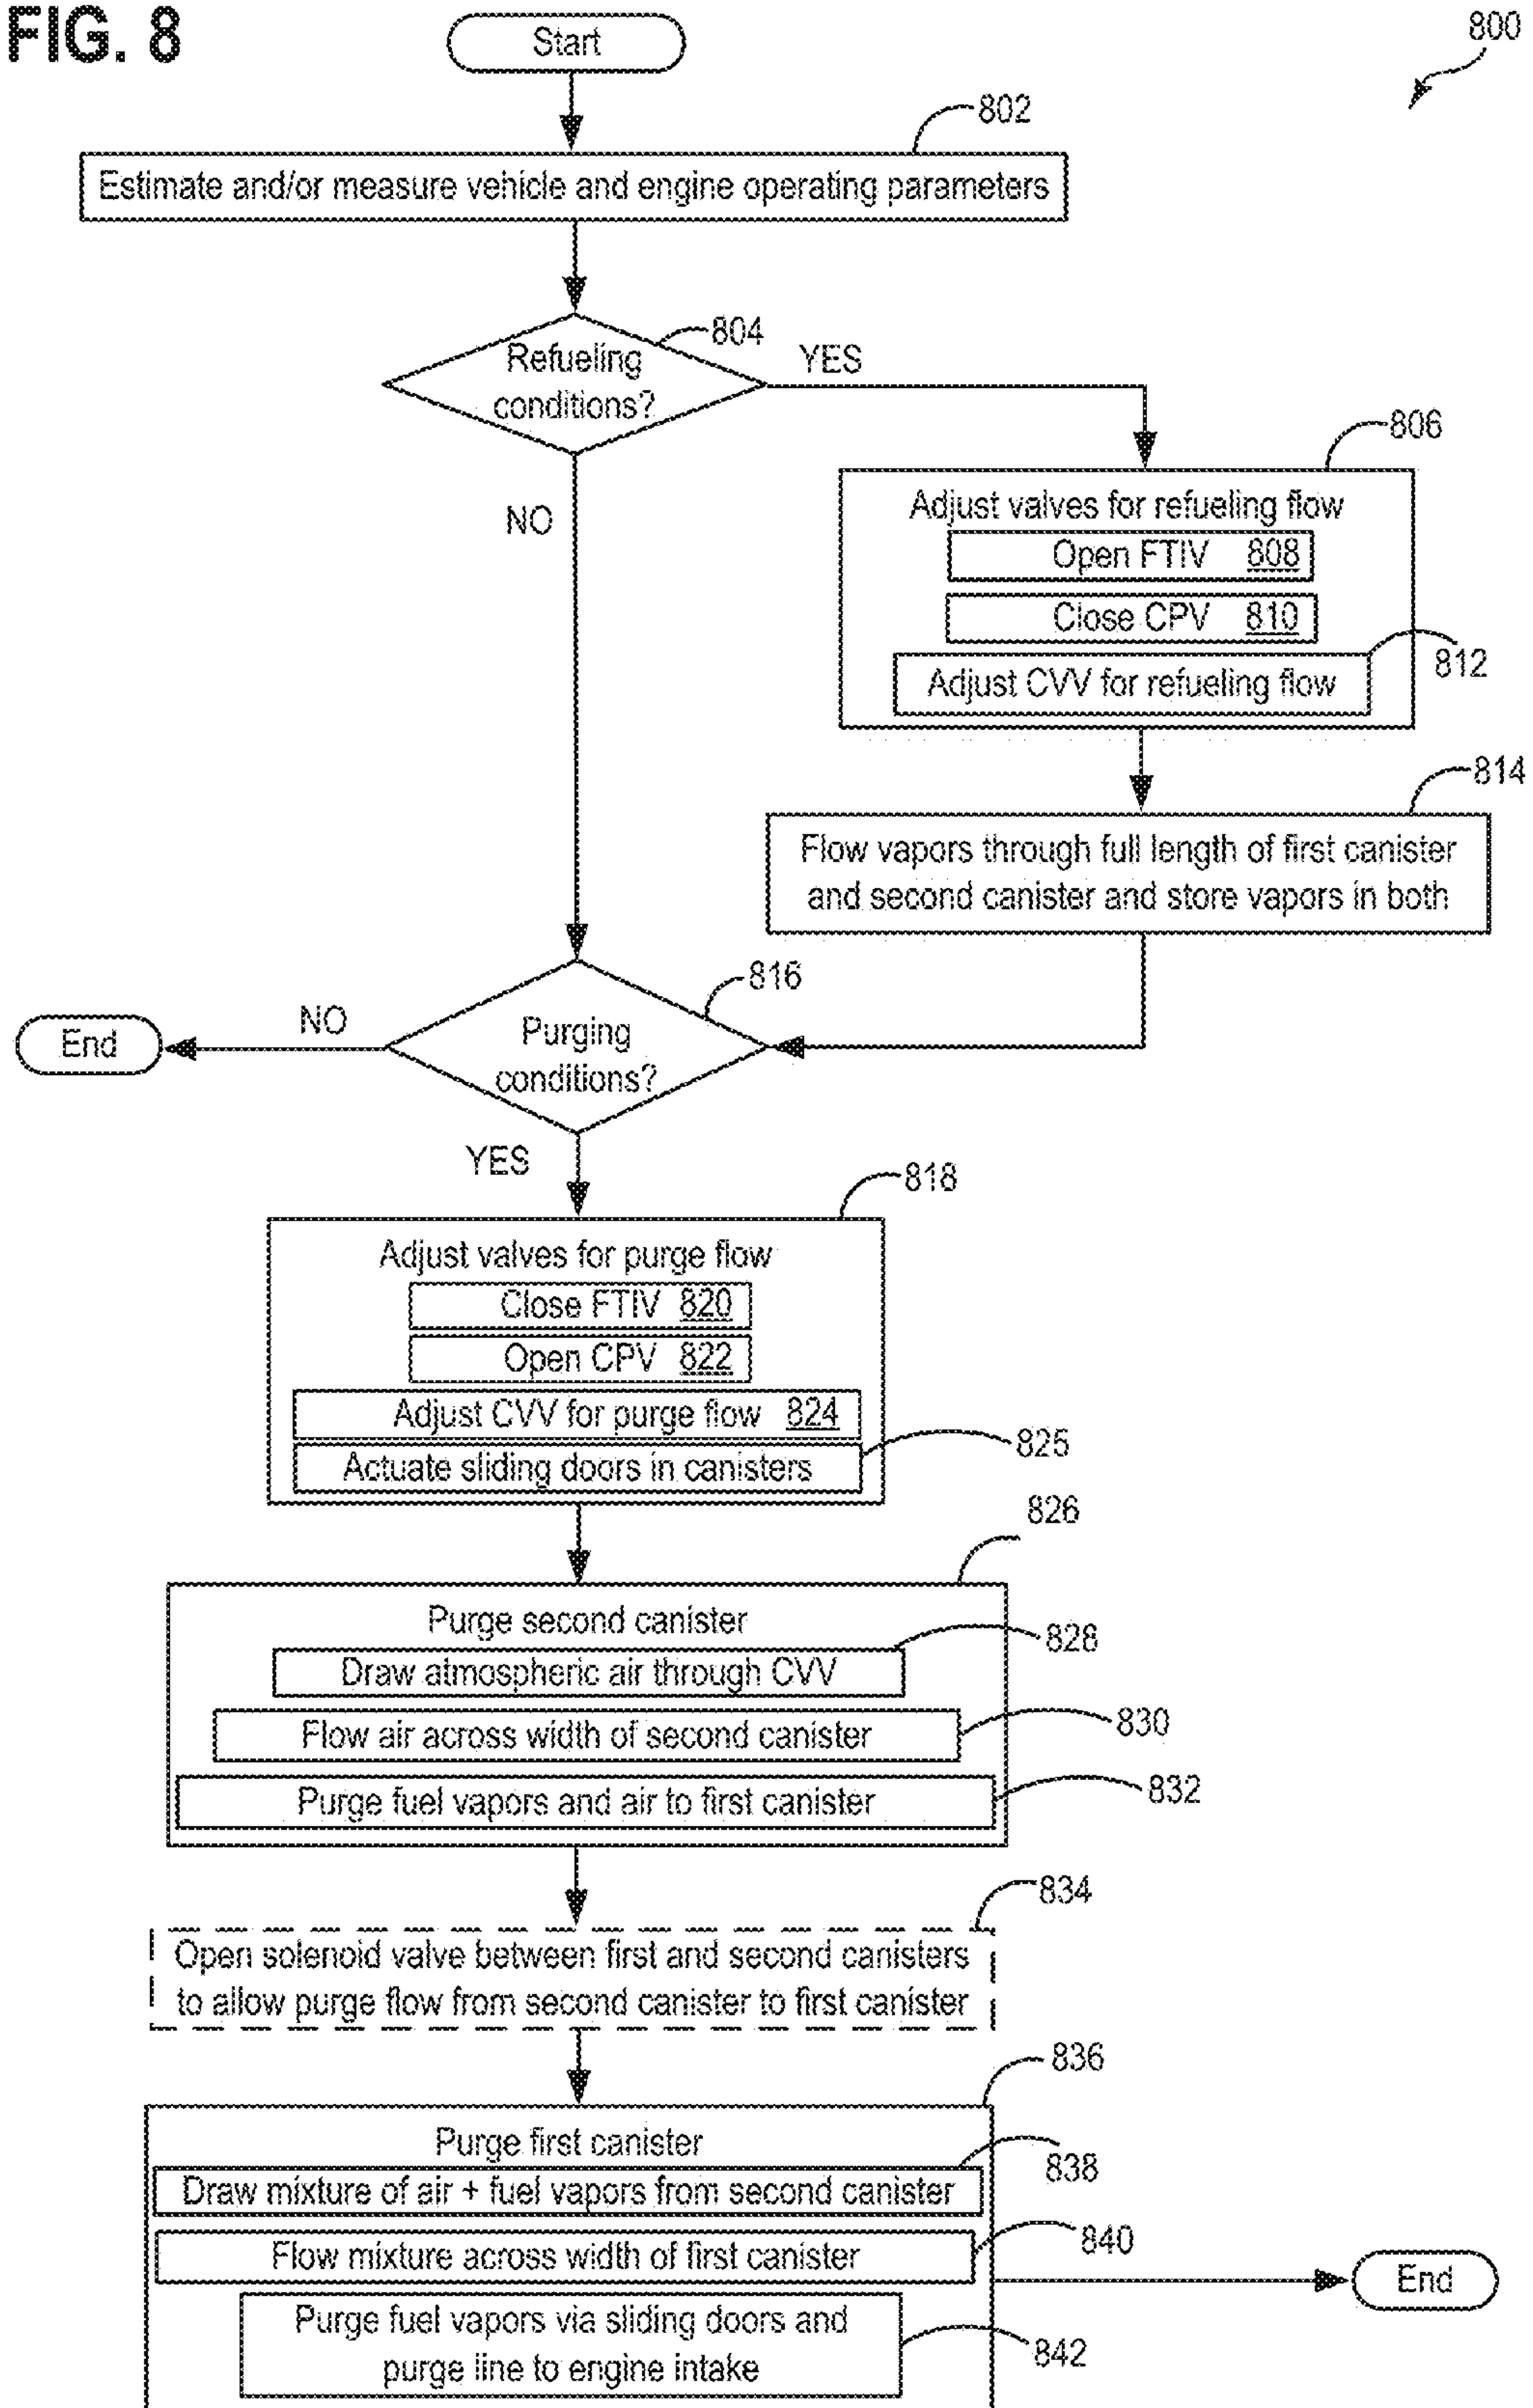 FIG. 8
Start
800
802
Estimate and/or measure vehicle and engine operating parameters
804
Refueling
conditions?
YES
NO
806
Adjust valves for refueling flow
Open FTIV 808
Close CPV 810
Adjust CVV for refueling flow
812
814
Flow vapors through full length of first canister
and second canister and store vapors in both
816
Purging
conditions?
NO
End
YES
818
Adjust valves for purge flow
Close FTIV 820
Open CPV 822
Adjust CVV for purge flow 824
Actuate sliding doors in canisters
825
826
Purge second canister
828
Draw atmospheric air through CVV
Flow air across width of second canister
830
Purge fuel vapors and air to first canister
832
834
Open solenoid valve between first and second canisters
to allow purge flow from second canister to first canister
836
Purge first canister
838
Draw mixture of air + fuel vapors from second canister
840
Flow mixture across width of first canister
End
Purge fuel vapors via sliding doors and
purge line to engine intake
842